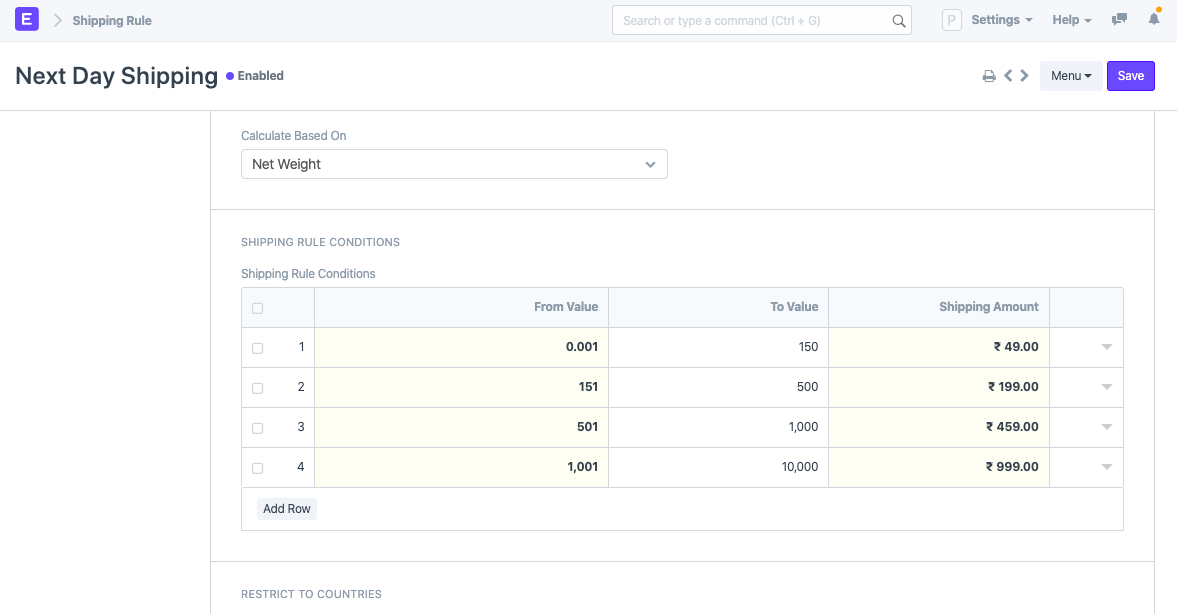 E Shipping Rule Search or type a command (Ctrl + G) P Settings Help
Next Day Shipping Enabled Menu Save
Calculate Based On
Net Weight
SHIPPING RULE CONDITIONS
Shipping Rule Conditions
From Value To Value Shipping Amount
1 0.001 150 ₹ 49.00
2 151 500 ₹ 199.00
3 501 1,000 ₹ 459.00
4 1,001 10,000 ₹ 999.00
Add Row
RESTRICT TO COUNTRIES